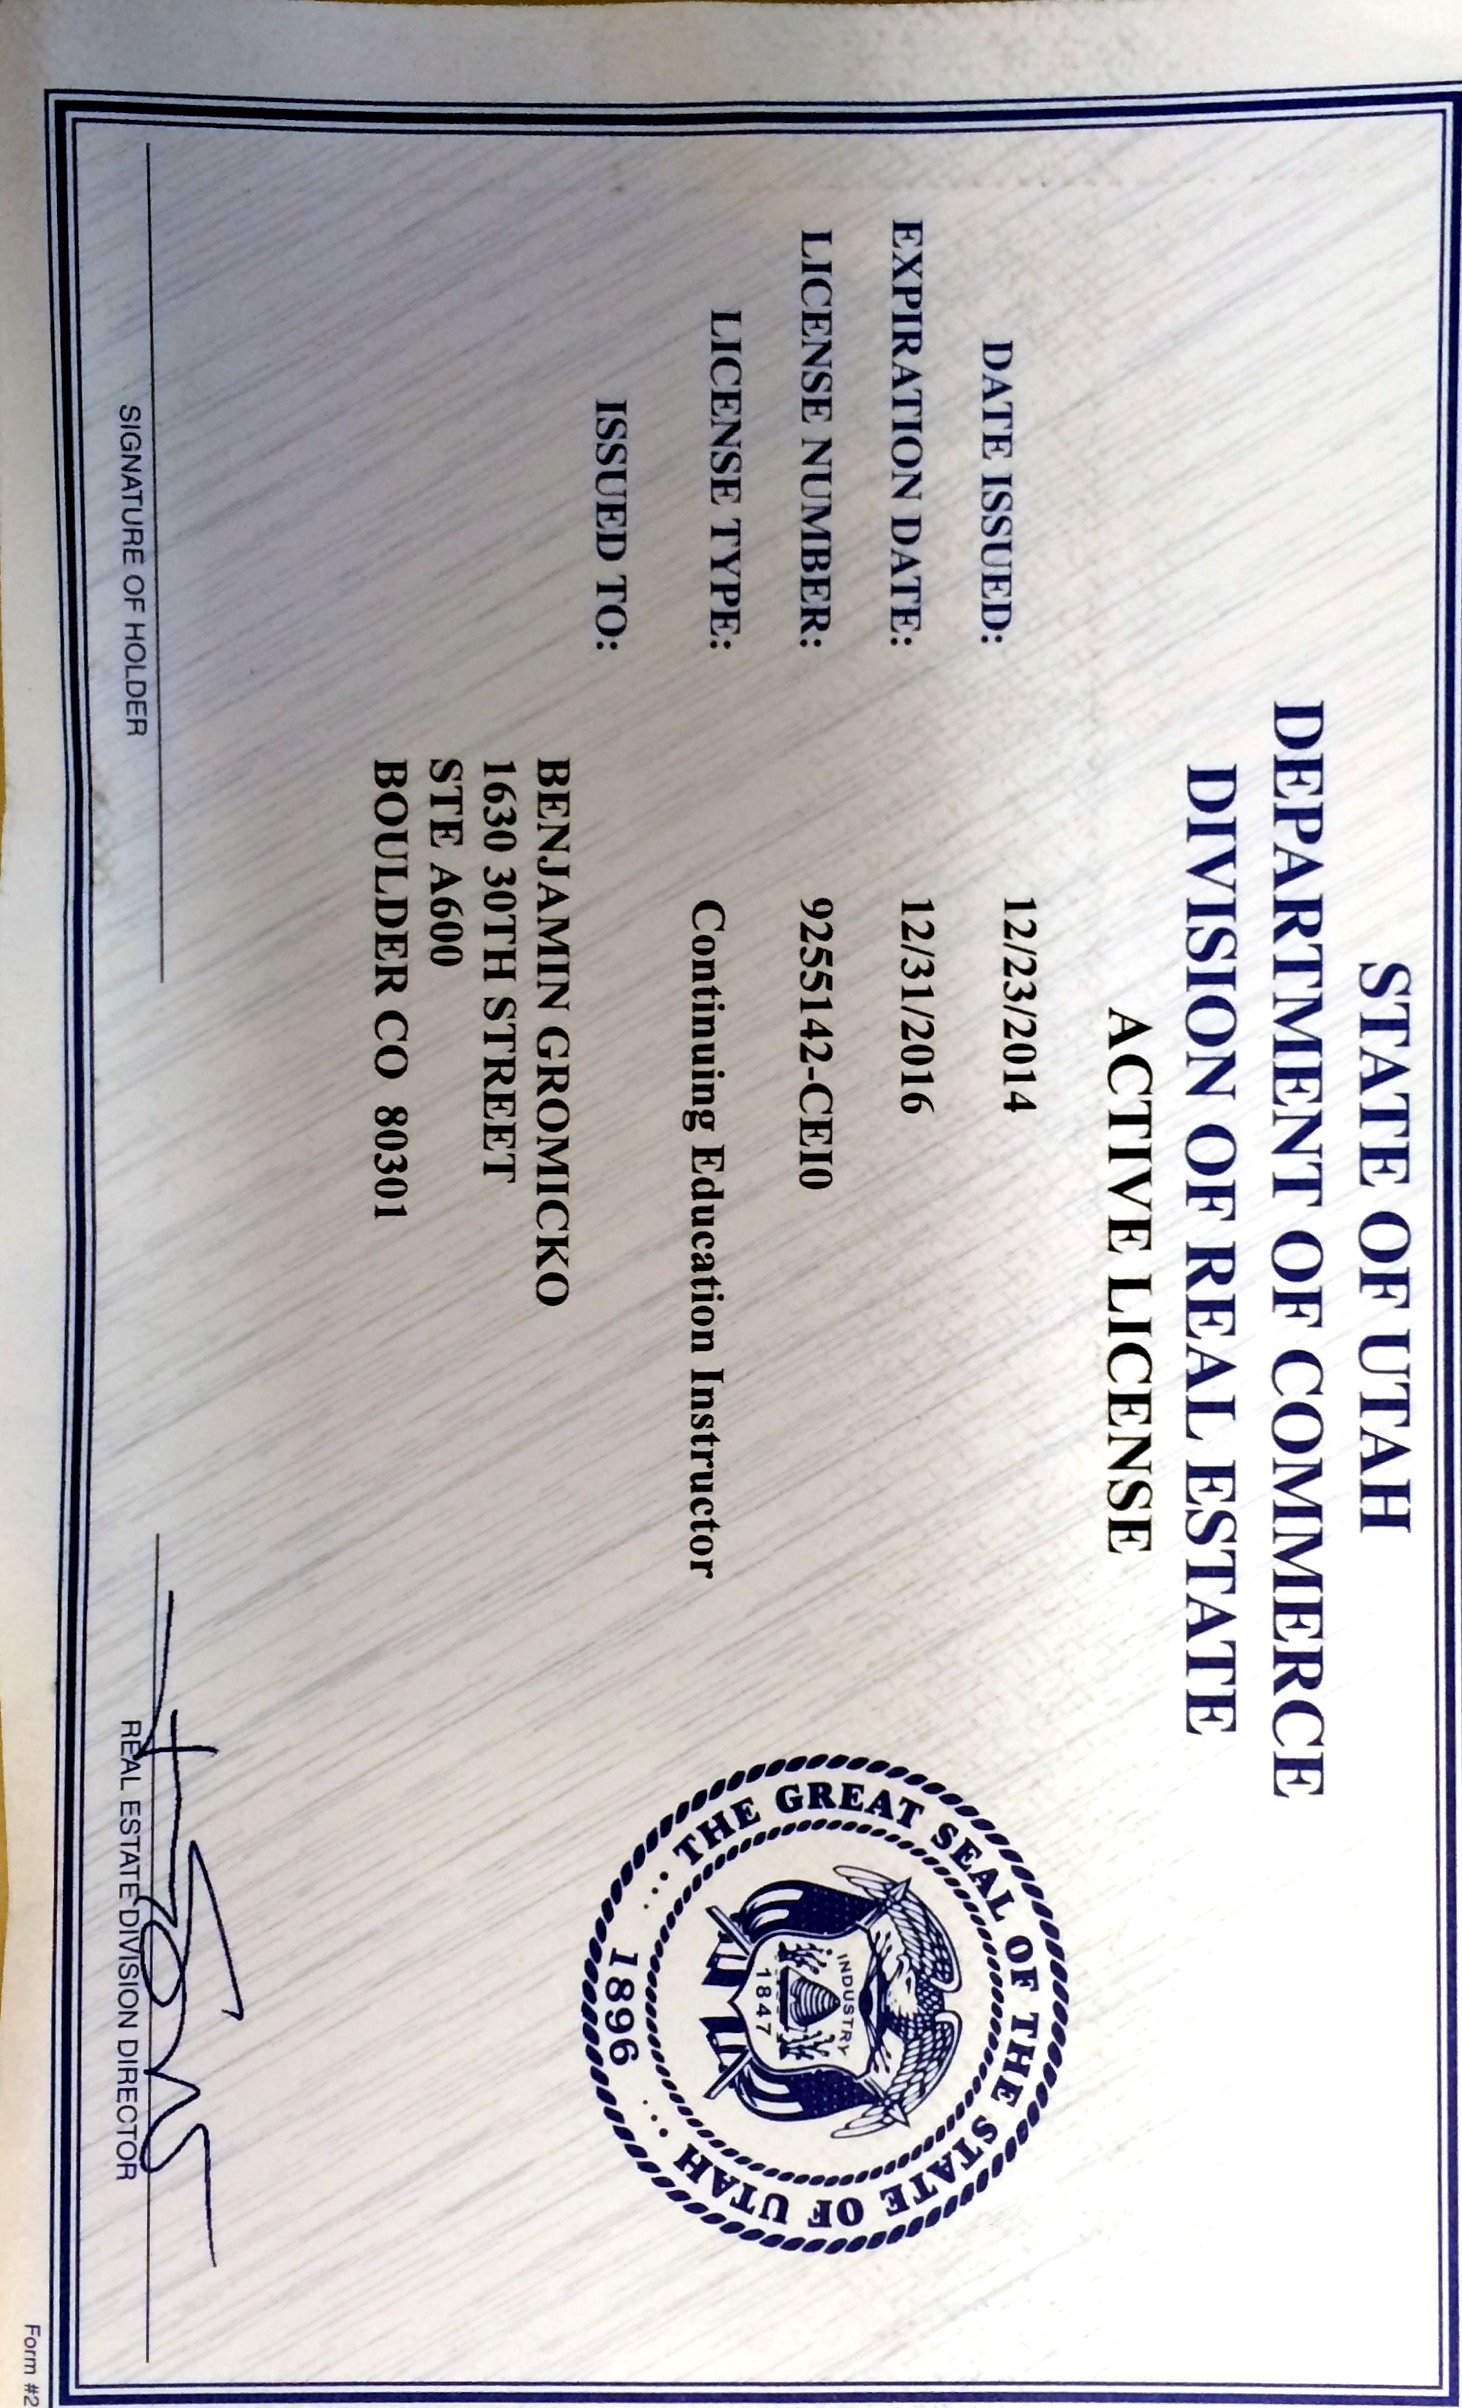 STATE OF UTAH
DEPARTMENT OF COMMERCE
DIVISION OF REAL ESTATE
ACTIVE LICENSE
DATE ISSUED: 12/23/2014
EXPIRATION DATE: 12/31/2016
LICENSE NUMBER: 9255142-CEI0
LICENSE TYPE: Continuing Education Instructor
ISSUED TO:
BENJAMIN GROMICKO
1630 30TH STREET
STE A600
BOULDER CO 80301
THE GREAT SEAL OF THE STATE OF UTAH
INDUSTRY
1847
1896
SIGNATURE OF HOLDER
REAL ESTATE DIVISION DIRECTOR
Form #2